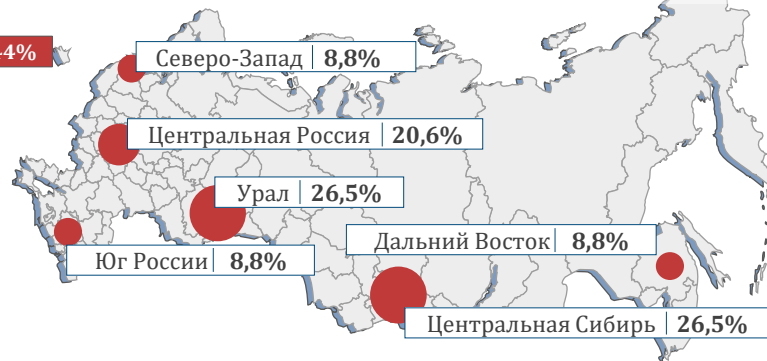 4%
Северо-Запад 8,8%
Центральная Россия 20,6%
Урал 26,5%
Дальний Восток 8,8%
Юг России 8,8%
Центральная Сибирь 26,5%